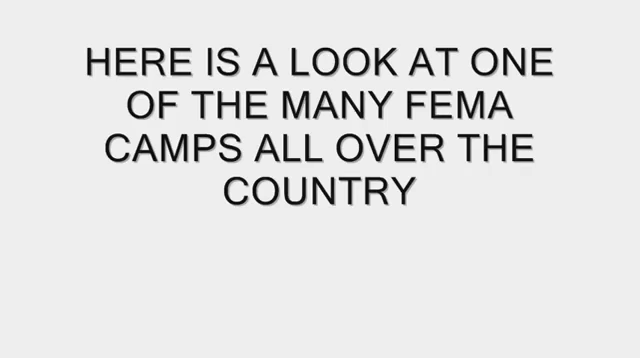 HERE IS A LOOK AT ONE
OF THE MANY FEMA
CAMPS ALL OVER THE
COUNTRY